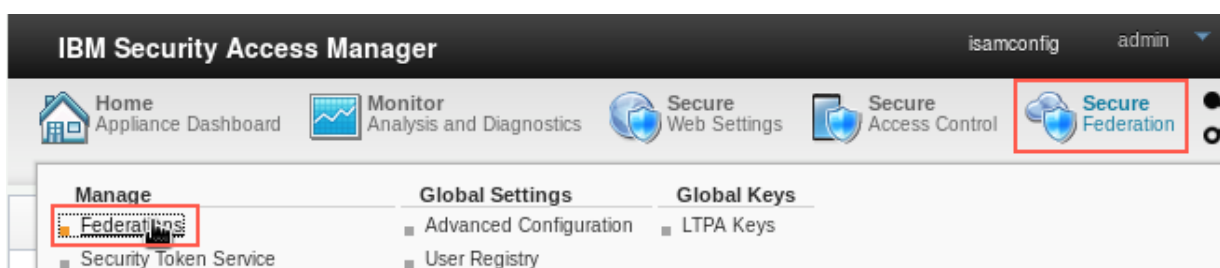 IBM Security Access Manager isamconfig admin
Home Monitor Secure Secure Secure
Appliance Dashboard Analysis and Diagnostics Web Settings Access Control Federation
Manage Global Settings Global Keys
Federations Advanced Configuration LTPA Keys
Security Token Service User Registry